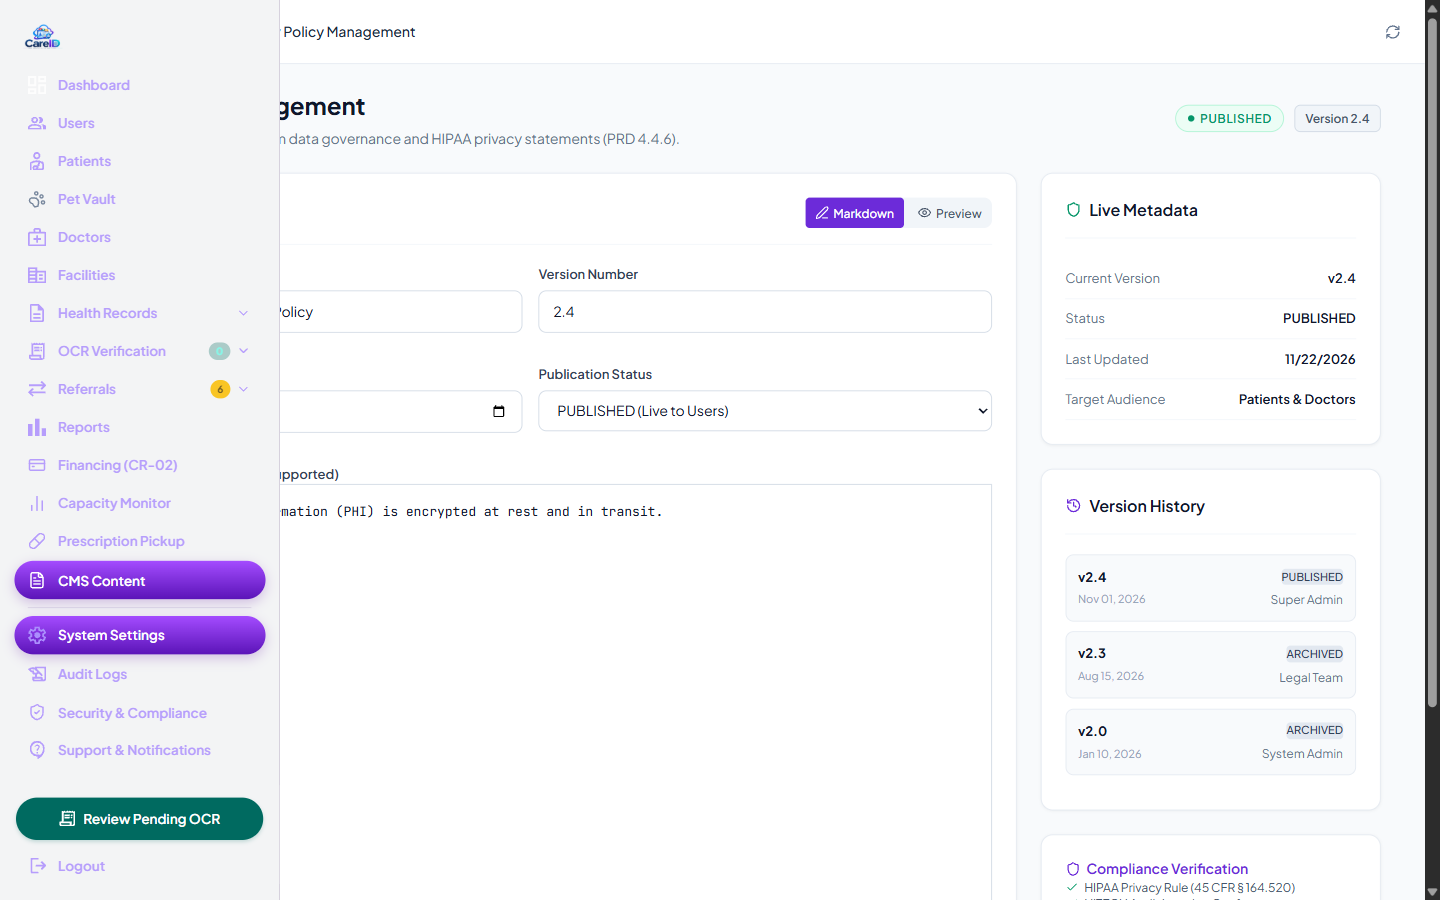 CareID
Dashboard
Users
Patients
Pet Vault
Doctors
Facilities
Health Records
OCR Verification 0
Referrals 6
Reports
Financing (CR-02)
Capacity Monitor
Prescription Pickup
CMS Content
System Settings
Audit Logs
Security & Compliance
Support & Notifications
Review Pending OCR
Logout
Policy Management
gement
n data governance and HIPAA privacy statements (PRD 4.4.6).
PUBLISHED
Version 2.4
Markdown
Preview
Version Number
Policy
2.4
Publication Status
PUBLISHED (Live to Users)
upported)
mation (PHI) is encrypted at rest and in transit.
Live Metadata
Current Version v2.4
Status PUBLISHED
Last Updated 11/22/2026
Target Audience Patients & Doctors
Version History
v2.4 PUBLISHED
Nov 01, 2026 Super Admin
v2.3 ARCHIVED
Aug 15, 2026 Legal Team
v2.0 ARCHIVED
Jan 10, 2026 System Admin
Compliance Verification
HIPAA Privacy Rule (45 CFR § 164.520)